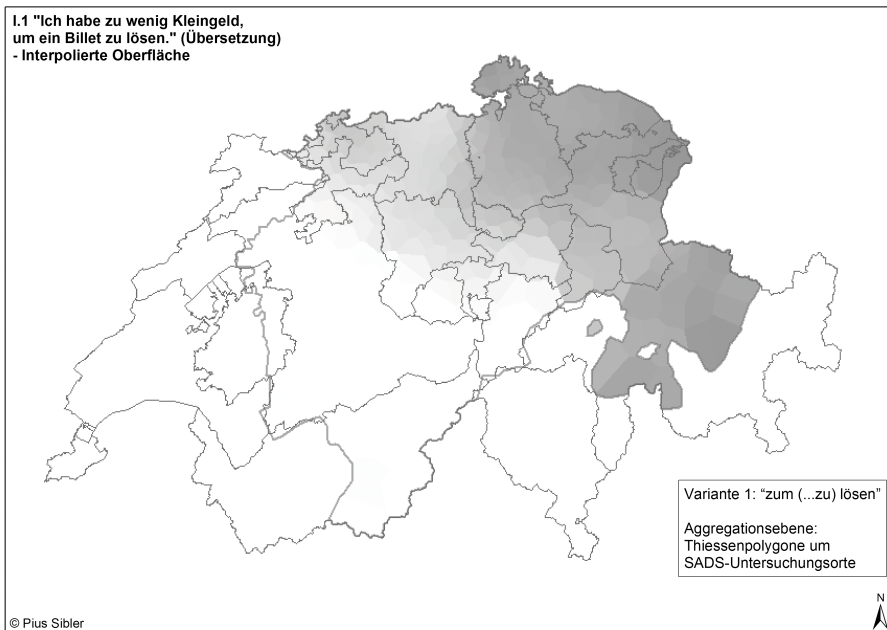 I.1 "Ich habe zu wenig Kleingeld,
um ein Billet zu lösen." (Übersetzung)
- Interpolierte Oberfläche
Variante 1: “zum (...zu) lösen”
Aggregationsebene:
Thiessenpolygone um
SADS-Untersuchungsorte
N
© Pius Sibler